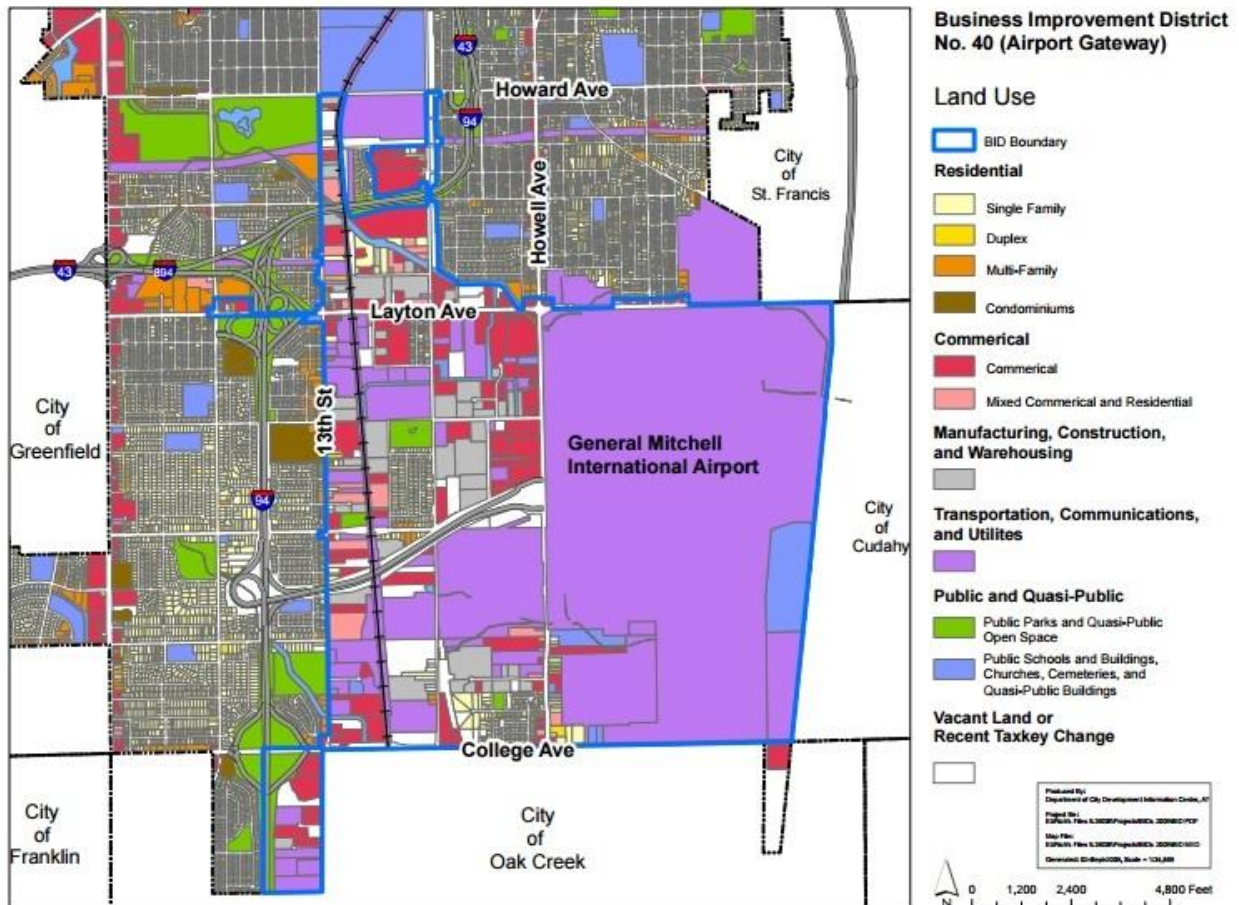 Business Improvement District
No. 40 (Airport Gateway)
Land Use
BID Boundary
Residential
Single Family
Duplex
Multi-Family
Condominiums
Commerical
Commerical
Mixed Commerical and Residential
Manufacturing, Construction,
and Warehousing
Transportation, Communications,
and Utilites
Public and Quasi-Public
Public Parks and Quasi-Public
Open Space
Public Schools and Buildings,
Churches, Cemeteries, and
Quasi-Public Buildings
Vacant Land or
Recent Taxkey Change
Produced By:
Department of City Development Information Center,
Project File:
Map File:
N
0 1,200 2,400 4,800 Feet
43
Howard Ave
94
City
of
St. Francis
Howell Ave
43
894
Layton Ave
City
of
Greenfield
13th St
General Mitchell
International Airport
94
City
of
Cudahy
College Ave
City
of
Franklin
City
of
Oak Creek